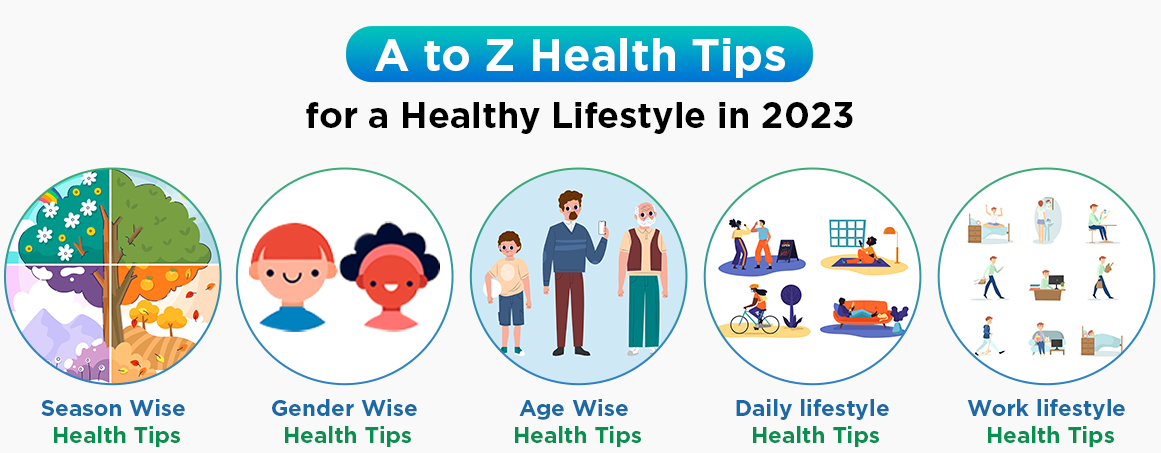 A to Z Health Tips
for a Healthy Lifestyle in 2023
Season Wise
Health Tips
Gender Wise
Health Tips
Age Wise
Health Tips
Daily lifestyle
Health Tips
Work lifestyle
Health Tips